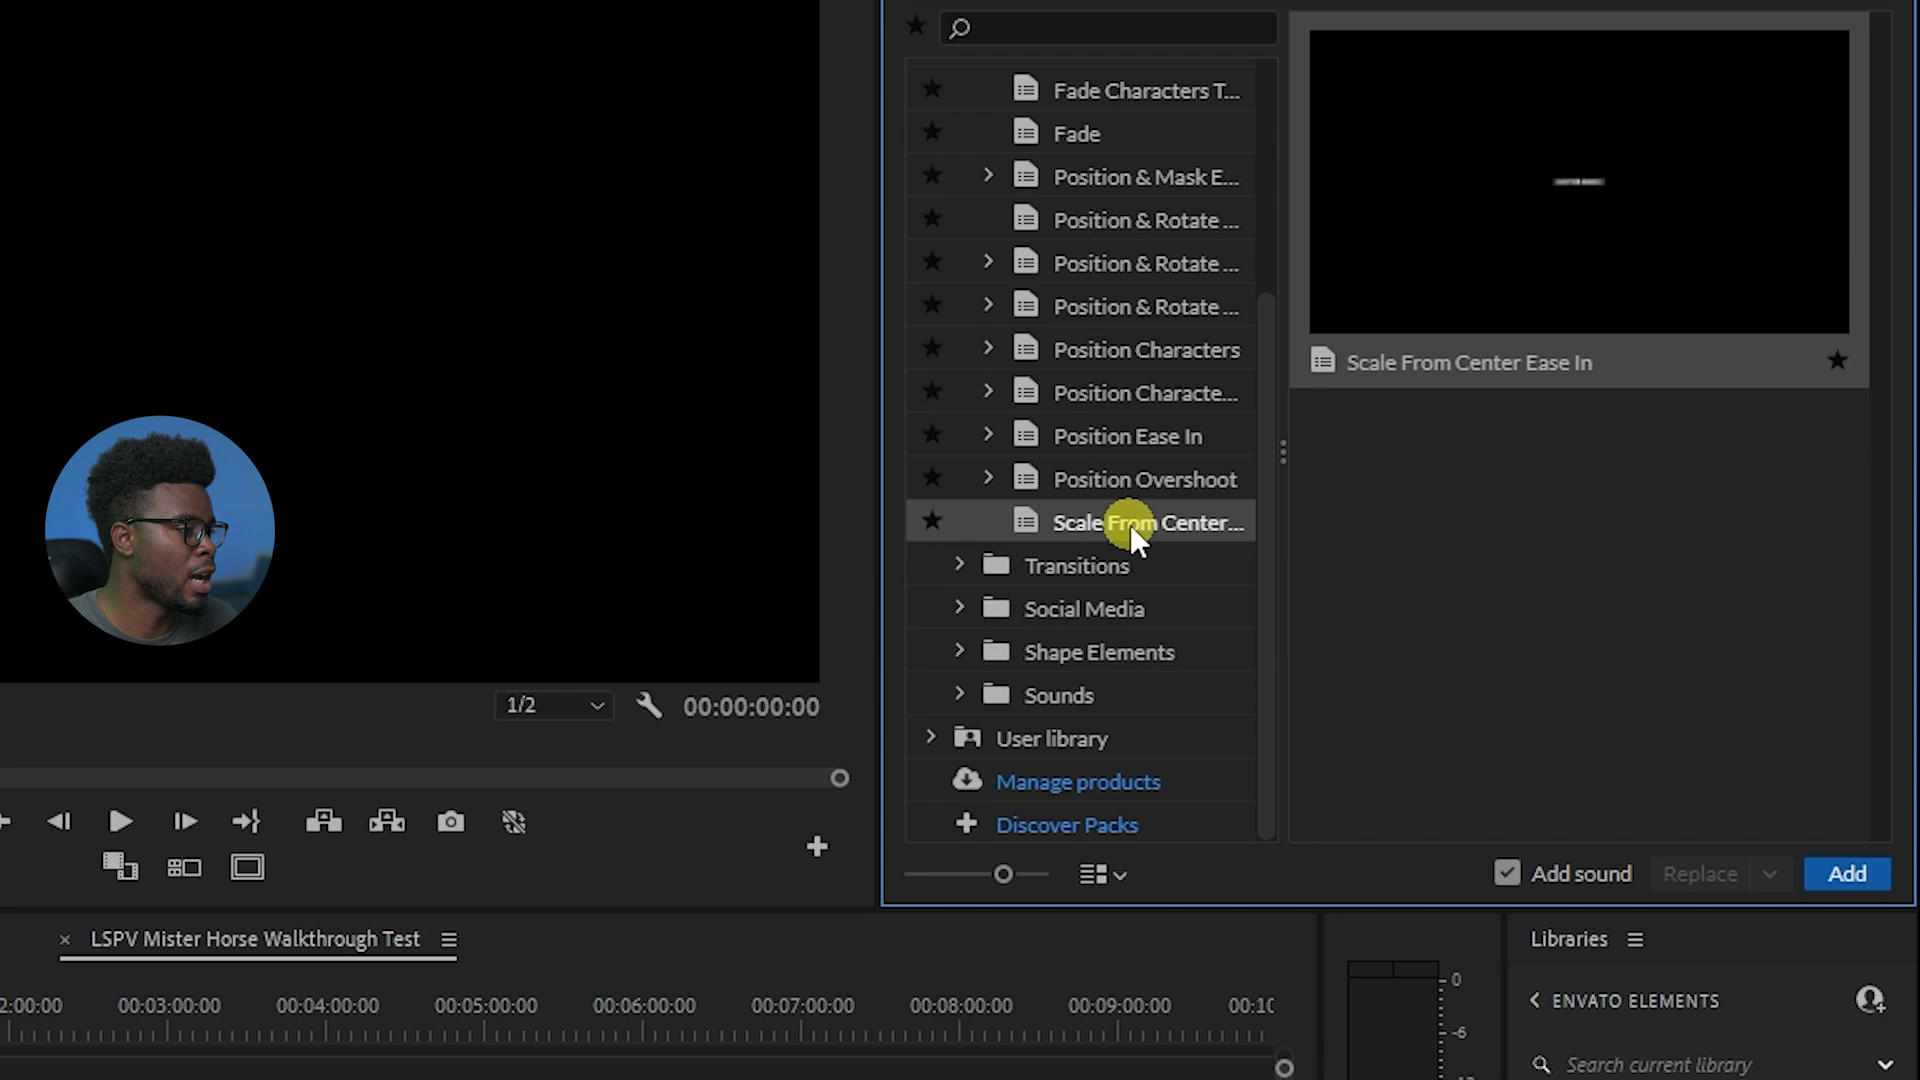 Fade Characters T...
Fade
Position & Mask E...
Position & Rotate ...
Position & Rotate ...
Position & Rotate ...
Position Characters
Position Characte...
Position Ease In
Position Overshoot
Scale From Center...
Transitions
Social Media
Shape Elements
Sounds
User library
Manage products
Discover Packs
Scale From Center Ease In
Add sound
Replace
Add
1/2
00:00:00:00
LSPV Mister Horse Walkthrough Test
2:00:00
00:03:00:00
00:04:00:00
00:05:00:00
00:06:00:00
00:07:00:00
00:08:00:00
00:09:00:00
00:10
0
-6
Libraries
ENVATO ELEMENTS
Search current library